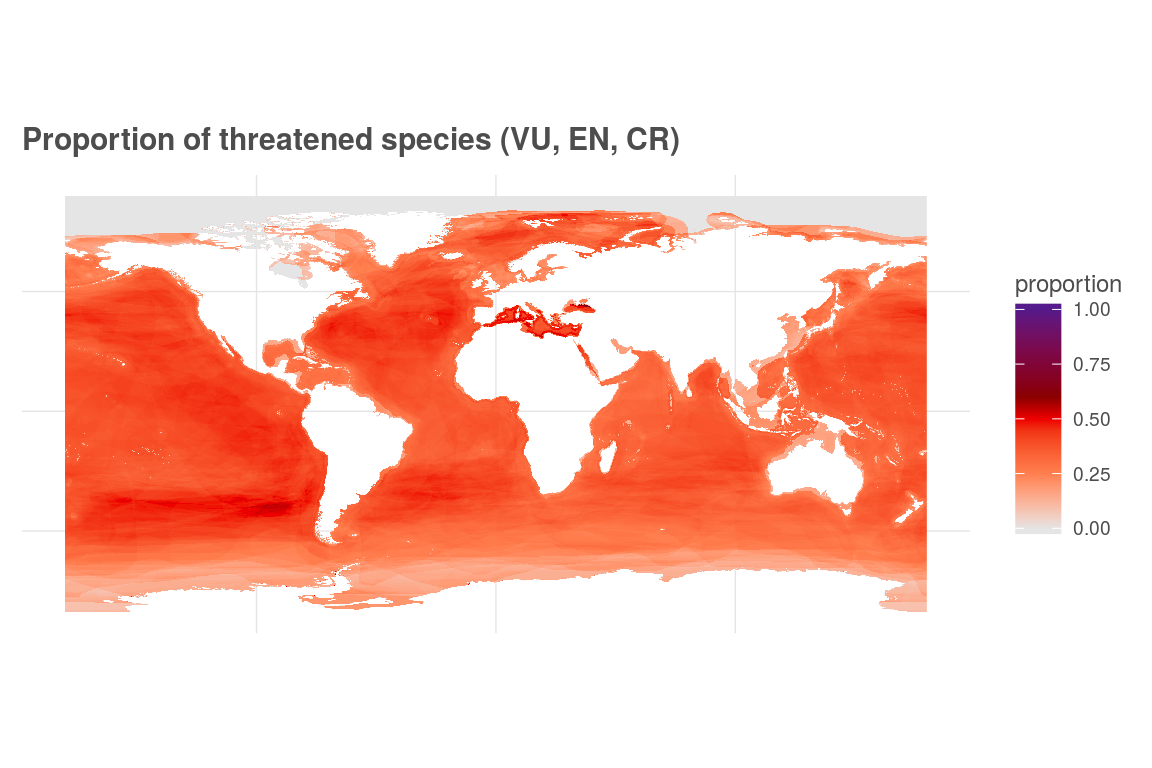 Proportion of threatened species (VU, EN, CR)
proportion
1.00
0.75
0.50
0.25
0.00